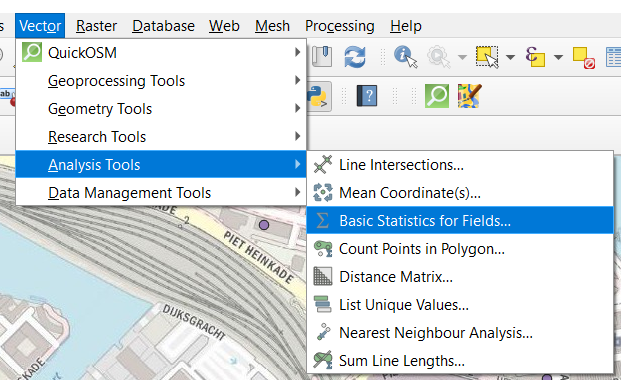 s Vector Raster Database Web Mesh Processing Help
QuickOSM
Geoprocessing Tools
Geometry Tools
Research Tools
Analysis Tools
Data Management Tools
Line Intersections...
Mean Coordinate(s)...
Basic Statistics for Fields...
Count Points in Polygon...
Distance Matrix...
List Unique Values...
Nearest Neighbour Analysis...
Sum Line Lengths...
ab
ε
?
PIET HEINKADE
DIJKSGRACHT
KADE